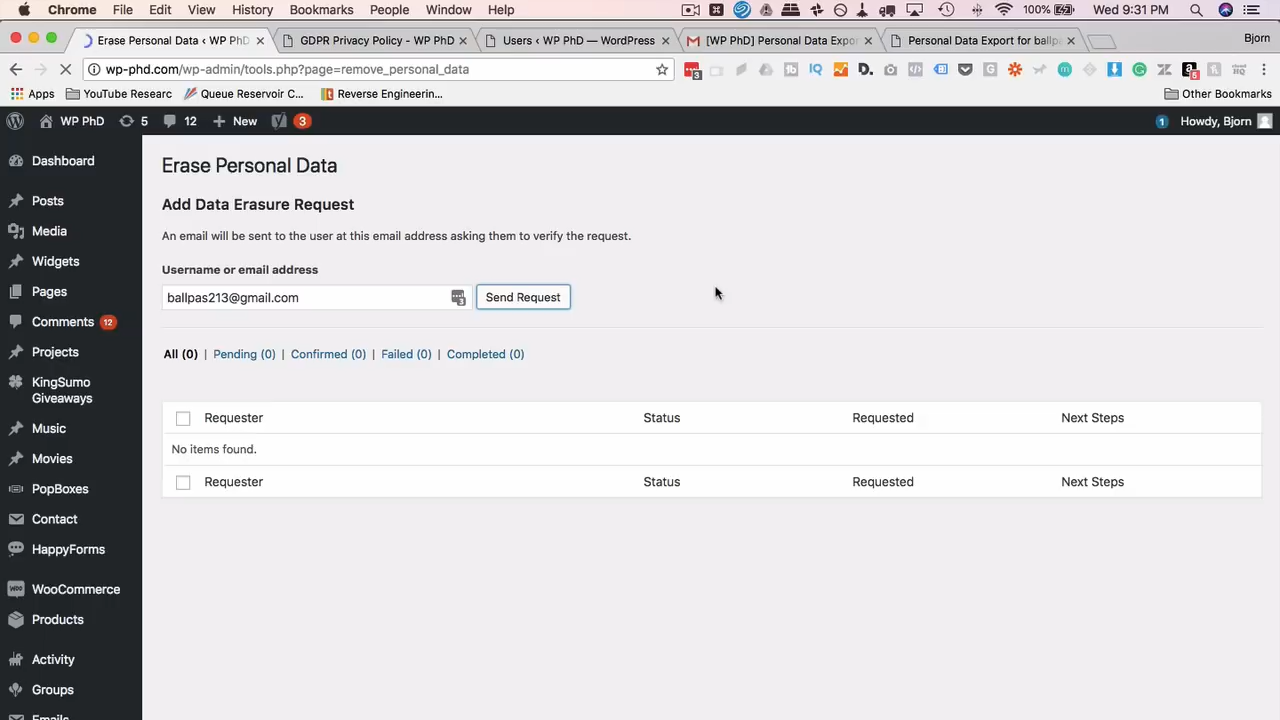 Chrome File Edit View History Bookmarks People Window Help 100% Wed 9:31 PM
Erase Personal Data ‹ WP PhD GDPR Privacy Policy - WP PhD Users ‹ WP PhD — WordPress [WP PhD] Personal Data Expor Personal Data Export for ballpa Bjorn
wp-phd.com/wp-admin/tools.php?page=remove_personal_data
Apps YouTube Researc Queue Reservoir C... Reverse Engineerin... Other Bookmarks
WP PhD 5 12 New 3 1 Howdy, Bjorn
Dashboard
Posts
Media
Widgets
Pages
Comments 12
Projects
KingSumo
Giveaways
Music
Movies
PopBoxes
Contact
HappyForms
WooCommerce
Products
Activity
Groups
Emails
Erase Personal Data
Add Data Erasure Request
An email will be sent to the user at this email address asking them to verify the request.
Username or email address
ballpas213@gmail.com Send Request
All (0) | Pending (0) | Confirmed (0) | Failed (0) | Completed (0)
Requester Status Requested Next Steps
No items found.
Requester Status Requested Next Steps